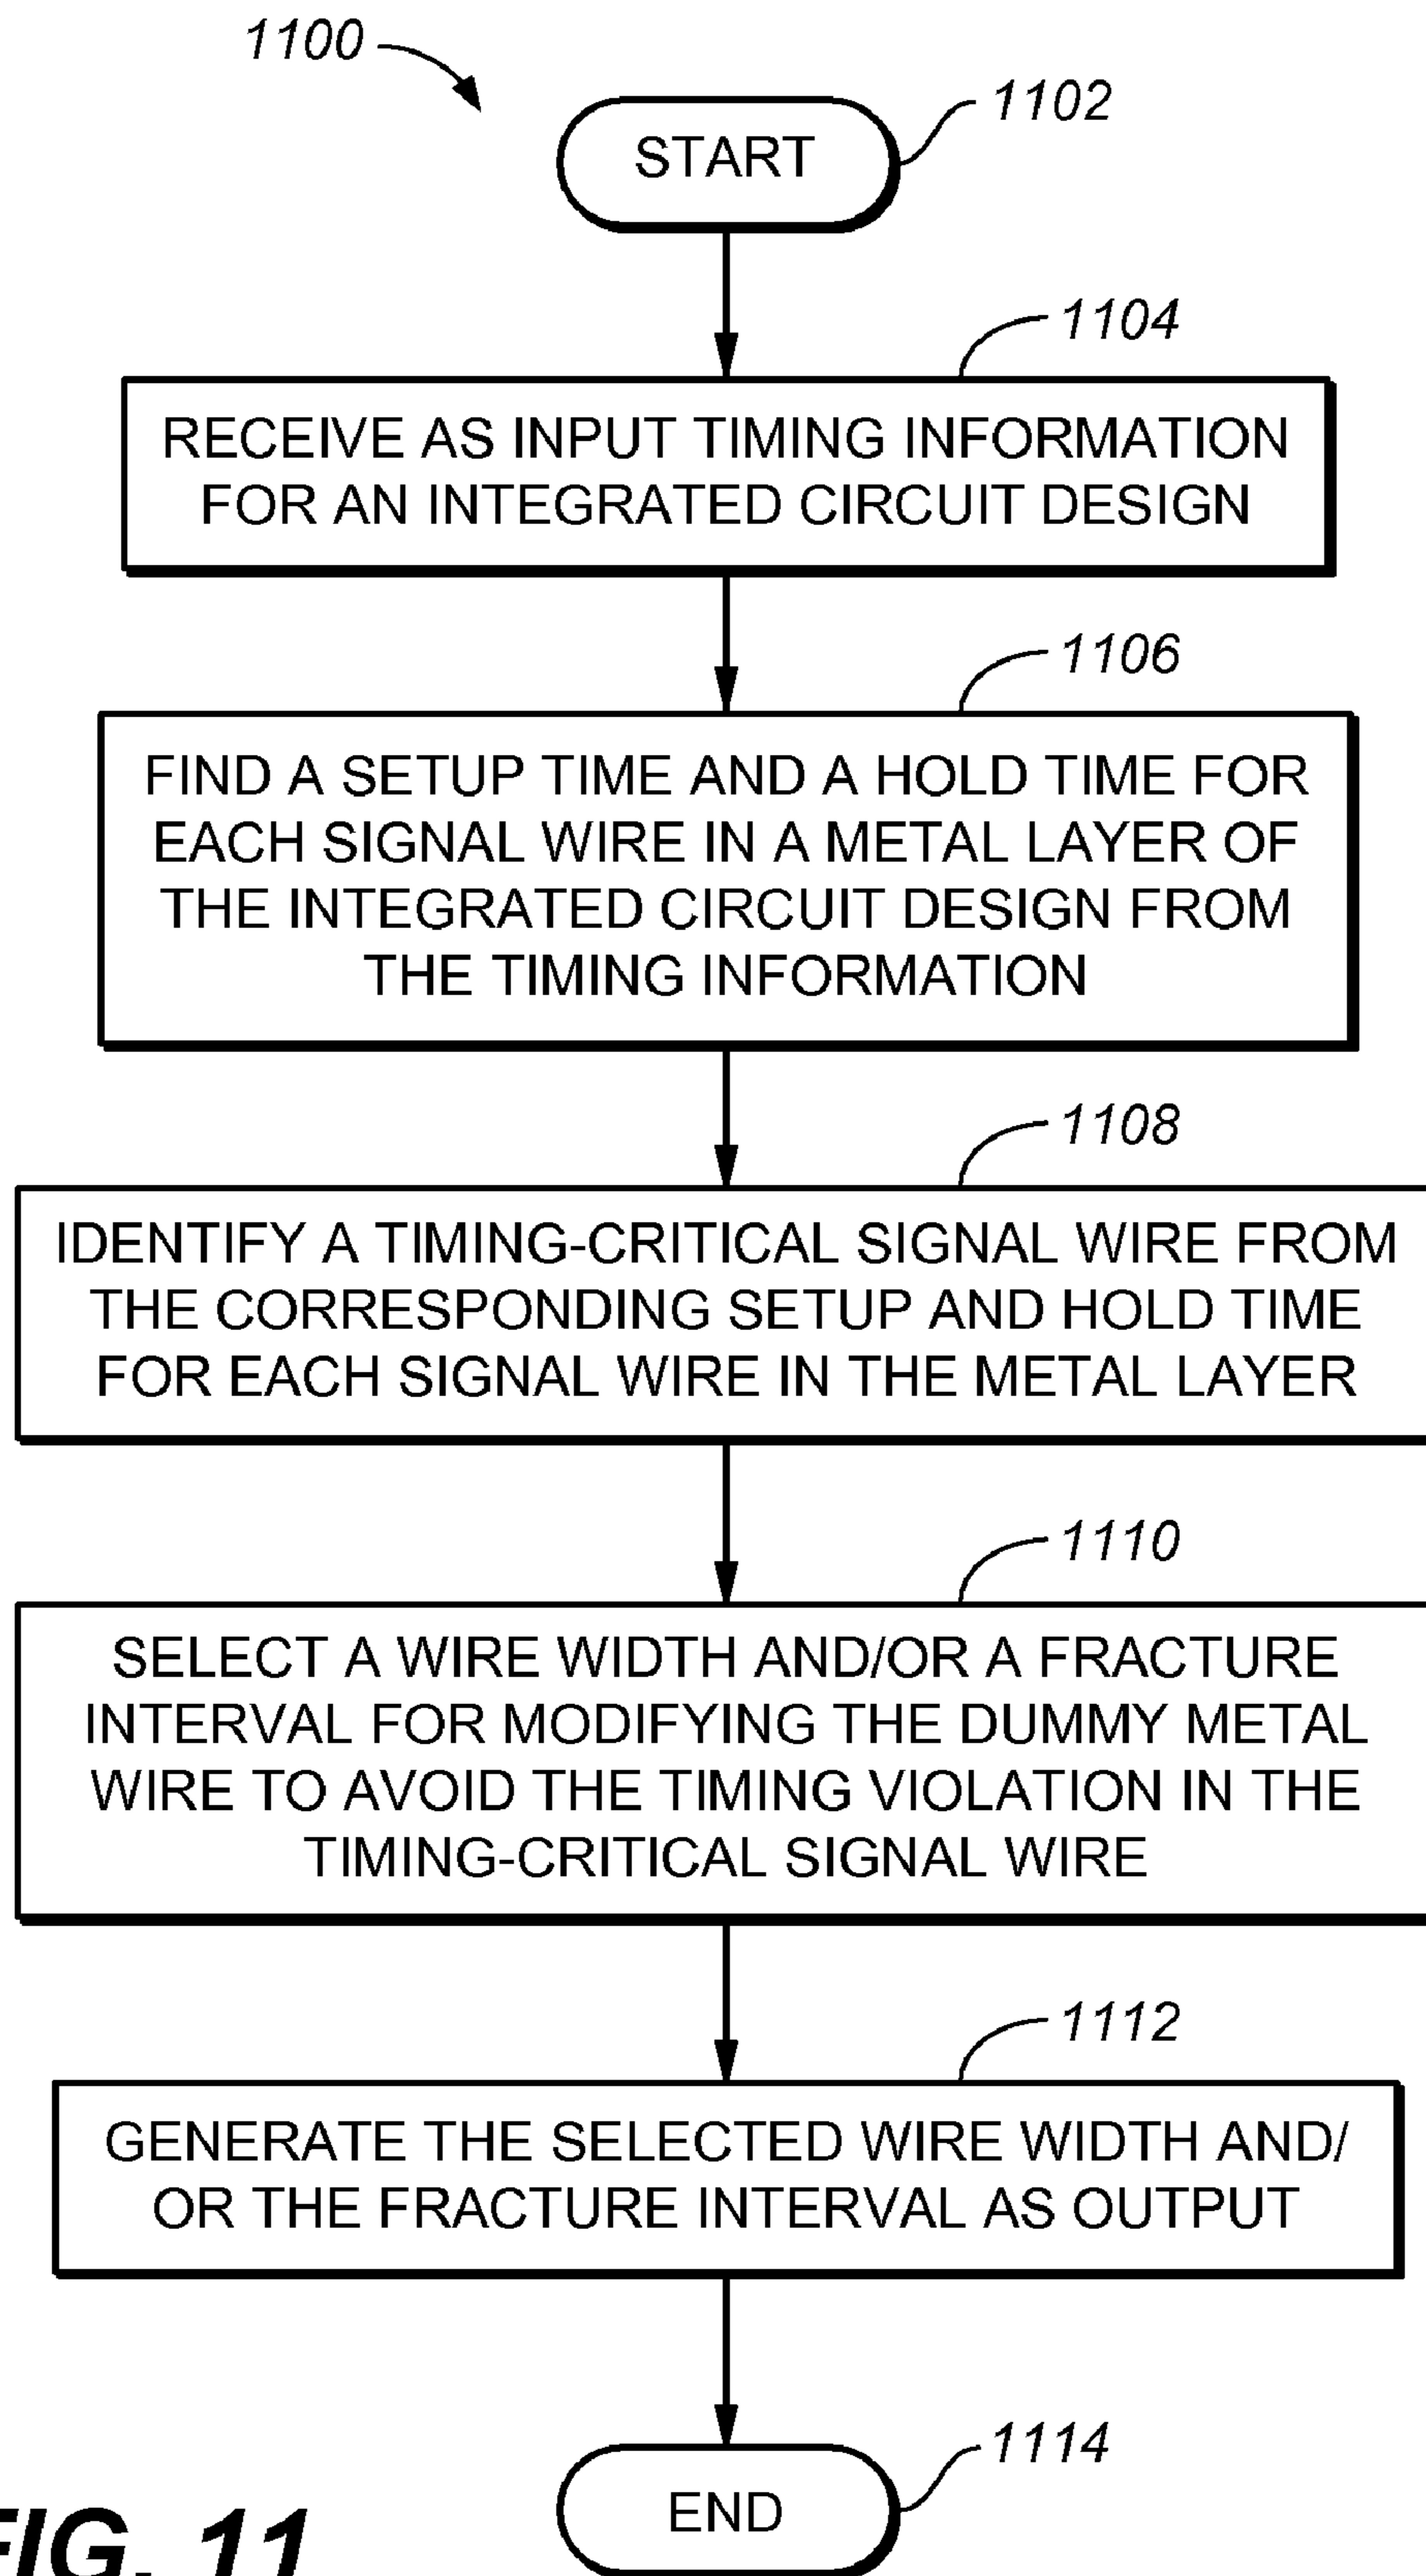 1100
1102
START
1104
RECEIVE AS INPUT TIMING INFORMATION
FOR AN INTEGRATED CIRCUIT DESIGN
1106
FIND A SETUP TIME AND A HOLD TIME FOR
EACH SIGNAL WIRE IN A METAL LAYER OF
THE INTEGRATED CIRCUIT DESIGN FROM
THE TIMING INFORMATION
1108
IDENTIFY A TIMING-CRITICAL SIGNAL WIRE FROM
THE CORRESPONDING SETUP AND HOLD TIME
FOR EACH SIGNAL WIRE IN THE METAL LAYER
1110
SELECT A WIRE WIDTH AND/OR A FRACTURE
INTERVAL FOR MODIFYING THE DUMMY METAL
WIRE TO AVOID THE TIMING VIOLATION IN THE
TIMING-CRITICAL SIGNAL WIRE
1112
GENERATE THE SELECTED WIRE WIDTH AND/
OR THE FRACTURE INTERVAL AS OUTPUT
1114
END
FIG. 11